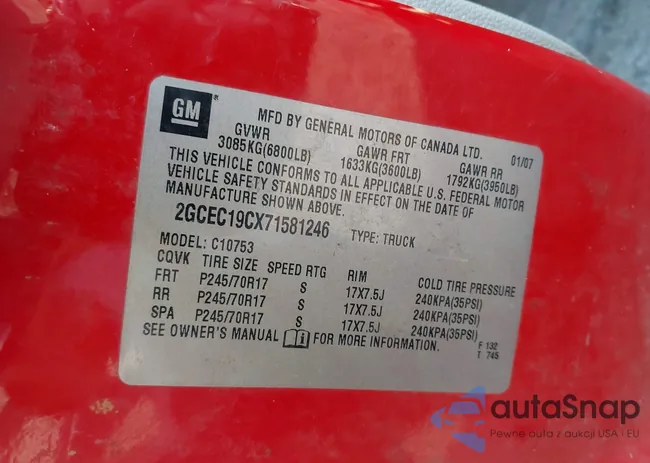 GM
MFD BY GENERAL MOTORS OF CANADA LTD. 01/07
GVWR GAWR FRT GAWR RR
3085KG(6800LB) 1633KG(3600LB) 1792KG(3950LB)
THIS VEHICLE CONFORMS TO ALL APPLICABLE U.S. FEDERAL MOTOR
VEHICLE SAFETY STANDARDS IN EFFECT ON THE DATE OF
MANUFACTURE SHOWN ABOVE.
2GCEC19CX71581246 TYPE: TRUCK
MODEL: C10753
CQVK TIRE SIZE SPEED RTG RIM COLD TIRE PRESSURE
FRT P245/70R17 S 17X7.5J 240KPA(35PSI)
RR P245/70R17 S 17X7.5J 240KPA(35PSI)
SPA P245/70R17 S 17X7.5J 240KPA(35PSI)
SEE OWNER'S MANUAL FOR MORE INFORMATION.
F 132
T 745
autaSnap
Pewne auta z aukcji USA i EU